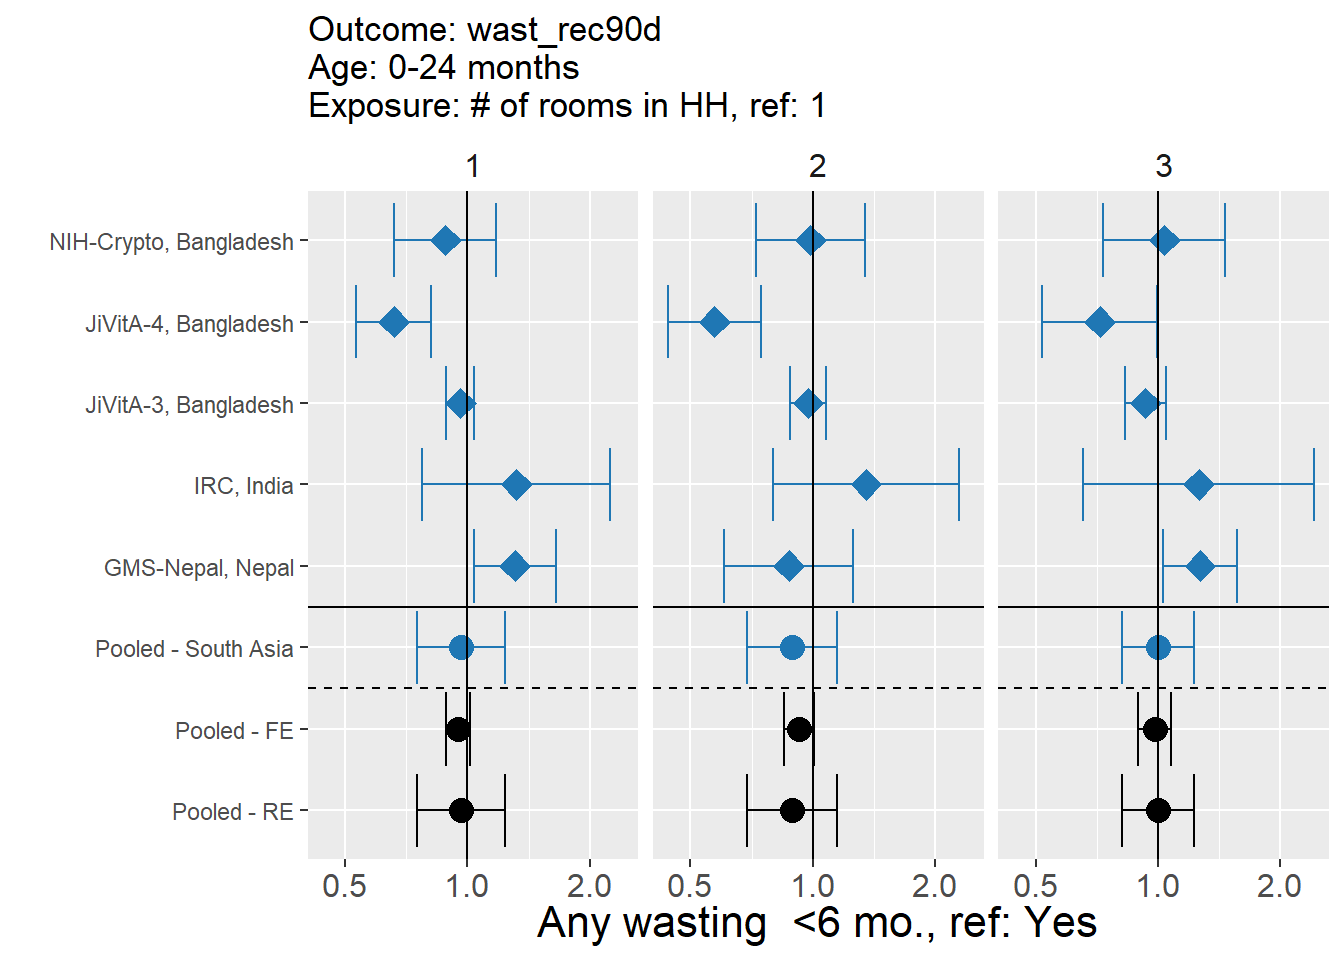 Outcome: wast_rec90d
Age: 0-24 months
Exposure: # of rooms in HH, ref: 1
1 2 3
NIH-Crypto, Bangladesh
JiVitA-4, Bangladesh
JiVitA-3, Bangladesh
IRC, India
GMS-Nepal, Nepal
Pooled - South Asia
Pooled - FE
Pooled - RE
0.5 1.0 2.0 0.5 1.0 2.0 0.5 1.0 2.0
Any wasting  <6 mo., ref: Yes